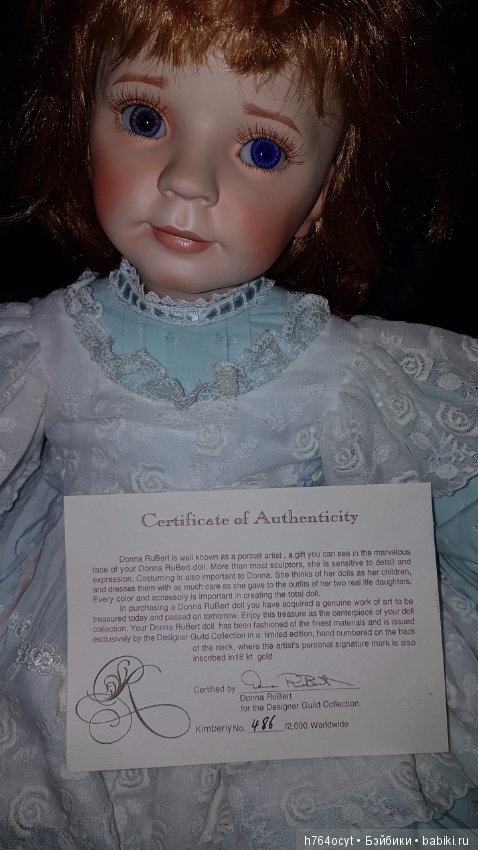 Certificate of Authenticity
Donna RuBert is well known as a portrait artist , a gift you can see in the marvelous
face of your Donna RuBert doll. More than most sculptors, she is sensitive to detail and
expression. Costuming is also important to Donna. She thinks of her dolls as her children,
and dresses them with as much care as she gave to the outfits of her two real life daughters.
Every color and accessory is important in creating the total doll.
In purchasing a Donna RuBert doll you have acquired a genuine work of art to be
treasured today and passed on tomorrow. Enjoy this treasure as the centerpiece of your doll
collection. Your Donna RuBert doll has been fashioned of the finest materials and is issued
exclusively by the Designer Guild Collection in a limited edition, hand numbered on the back
of the neck, where the artist's personal signature mark is also
inscribed in18 kt gold.
Certified by Donna RuBert
Donna RuBert
for the Designer Guild Collection
Kimberly No. 486 /2,000 Worldwide
R
h764ocyt • Бэйбики • babiki.ru